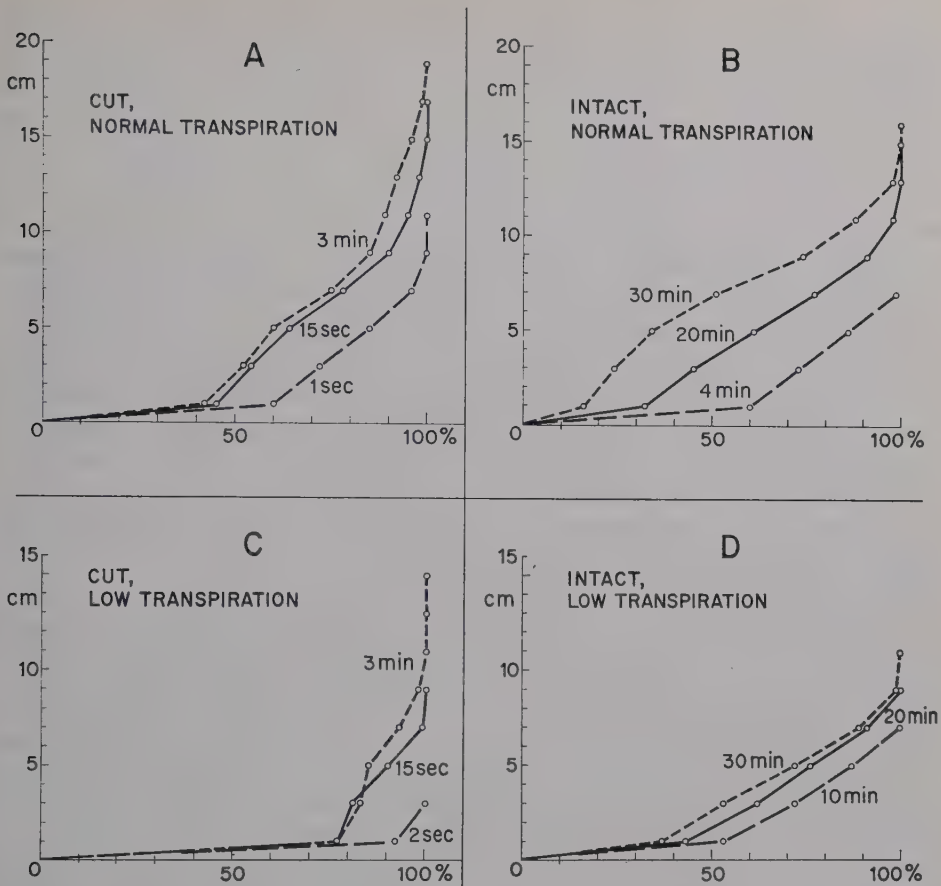 A
20
cm
15
10
5
0
50
100%
CUT,
NORMAL TRANSPIRATION
3 min
15 sec
1 sec
B
20
cm
15
10
5
0
50
100%
INTACT,
NORMAL TRANSPIRATION
30 min
20 min
4 min
C
15
cm
10
5
0
50
100%
CUT,
LOW TRANSPIRATION
3 min
15 sec
2 sec
D
15
cm
10
5
0
50
100%
INTACT,
LOW TRANSPIRATION
30 min
20 min
10 min